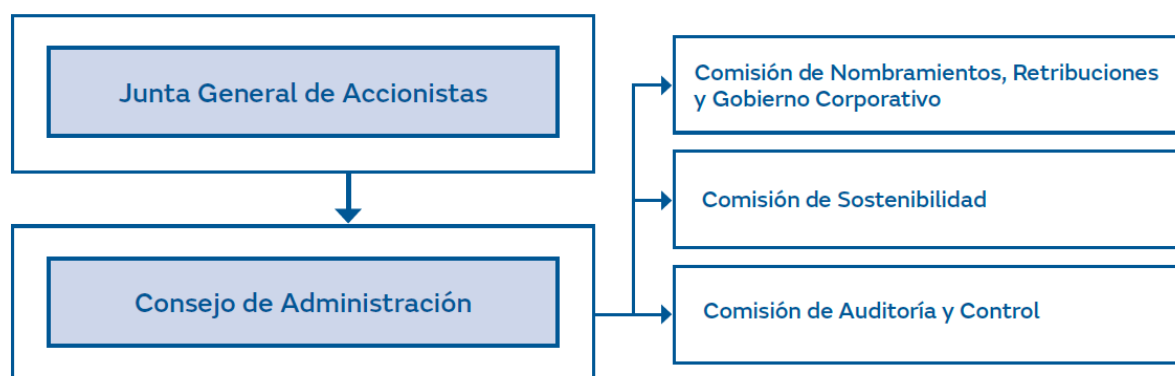 Junta General de Accionistas
Consejo de Administración
Comisión de Nombramientos, Retribuciones
y Gobierno Corporativo
Comisión de Sostenibilidad
Comisión de Auditoría y Control